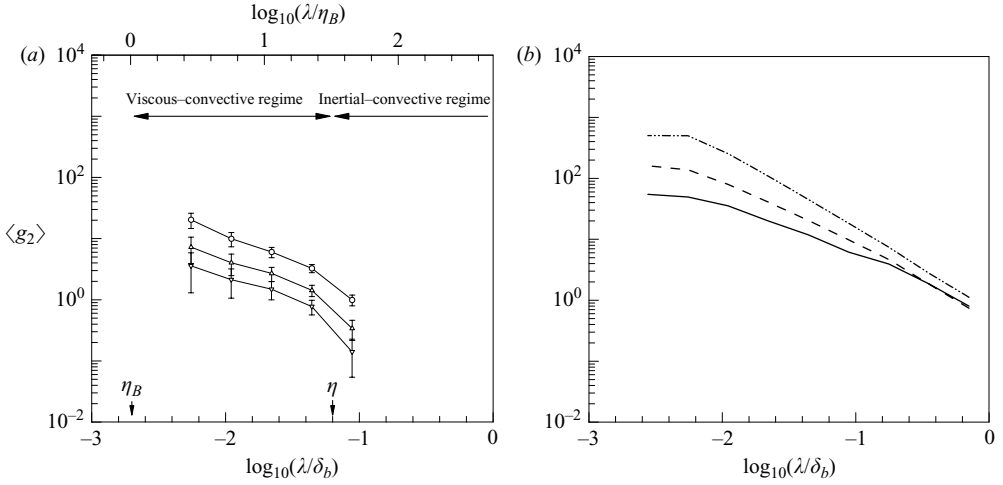 log10(λ/ηB)
0 1 2
(a) (b)
10^4 10^4
Viscous–convective regime Inertial–convective regime
10^2 10^2
⟨g2⟩
10^0 10^0
ηB η
10^–2 10^–2
–3 –2 –1 0 –3 –2 –1 0
log10(λ/δb) log10(λ/δb)